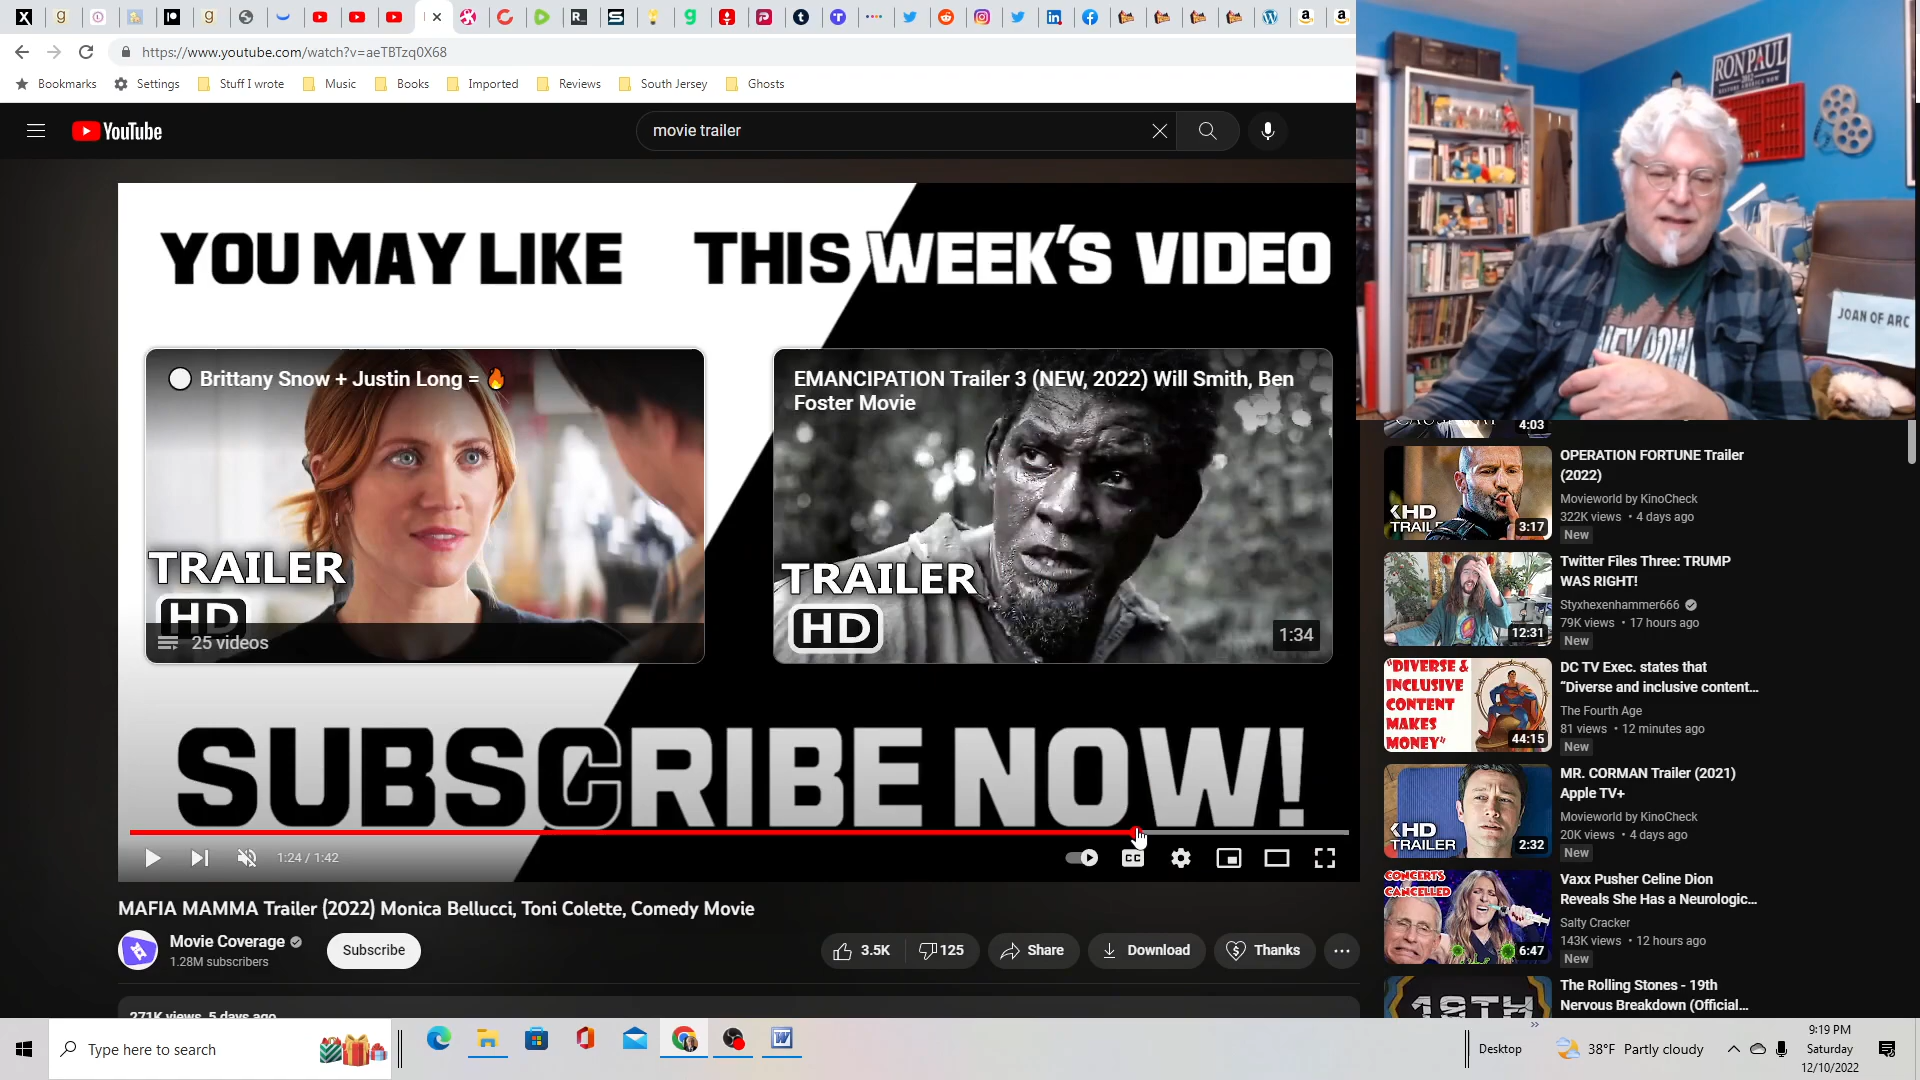 https://www.youtube.com/watch?v=aeTBTzq0X68
Bookmarks
Settings
Stuff I wrote
Music
Books
Imported
Reviews
South Jersey
Ghosts
YouTube
movie trailer
RON PAUL
JOAN OF ARC
YOU MAY LIKE
THIS WEEK'S VIDEO
Brittany Snow + Justin Long =
TRAILER
HD
25 videos
EMANCIPATION Trailer 3 (NEW, 2022) Will Smith, Ben
Foster Movie
TRAILER
HD
1:34
SUBSCRIBE NOW!
1:24 / 1:42
CC
MAFIA MAMMA Trailer (2022) Monica Bellucci, Toni Colette, Comedy Movie
Movie Coverage
1.28M subscribers
Subscribe
3.5K
125
Share
Download
Thanks
271K views 5 days ago
4:03
KHD
3:17
OPERATION FORTUNE Trailer
(2022)
Movieworld by KinoCheck
322K views • 4 days ago
New
12:31
Twitter Files Three: TRUMP
WAS RIGHT!
Styxhexenhammer666
79K views • 17 hours ago
New
"DIVERSE &
INCLUSIVE
CONTENT
MAKES
MONEY"
44:15
DC TV Exec. states that
“Diverse and inclusive content...
The Fourth Age
81 views • 12 minutes ago
New
KHD
TRAILER
2:32
MR. CORMAN Trailer (2021)
Apple TV+
Movieworld by KinoCheck
20K views • 4 days ago
New
CONCERTS
CANCELLED
6:47
Vaxx Pusher Celine Dion
Reveals She Has a Neurologic...
Salty Cracker
143K views • 12 hours ago
New
19TH
The Rolling Stones - 19th
Nervous Breakdown (Official...
Type here to search
Desktop
38°F Partly cloudy
9:19 PM
Saturday
12/10/2022